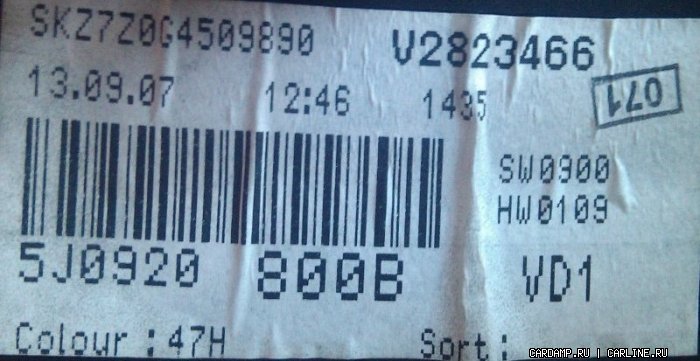 SKZ7Z0G4509890 V2823466
13.09.07 12:46 1435 071
SW0900
HW0109
5J0920 800B VD1
Colour : 47H Sort :
CARDAMP.RU | CARLINE.RU